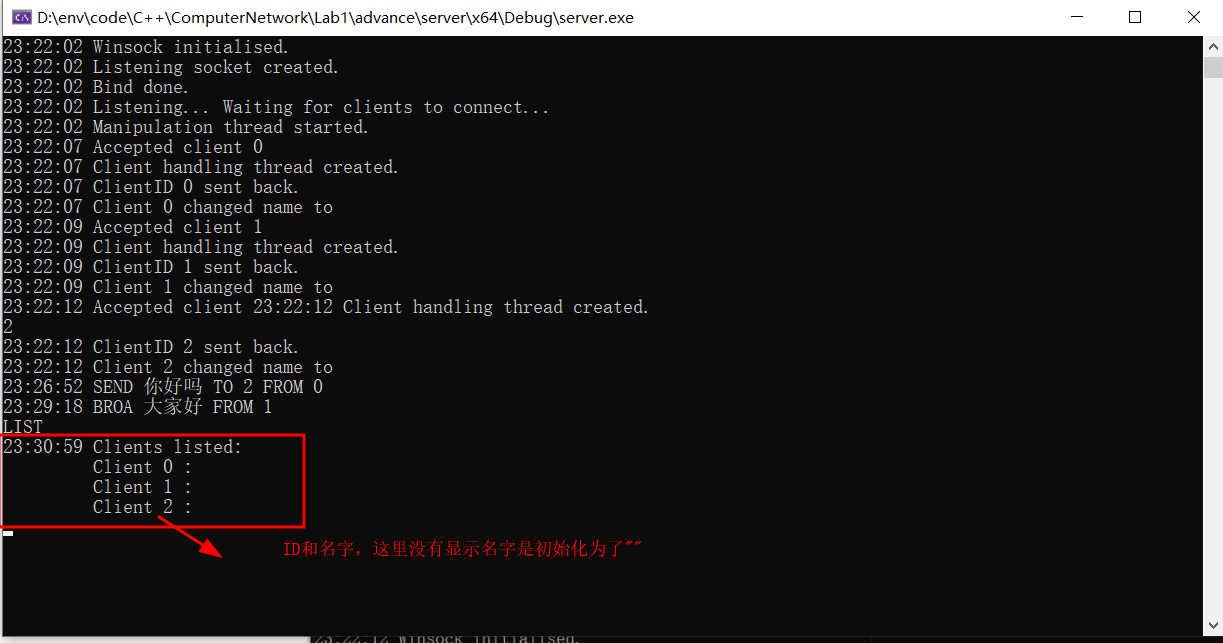 D:\env\code\C++\ComputerNetwork\Lab1\advance\server\x64\Debug\server.exe
23:22:02 Winsock initialised.
23:22:02 Listening socket created.
23:22:02 Bind done.
23:22:02 Listening... Waiting for clients to connect...
23:22:02 Manipulation thread started.
23:22:07 Accepted client 0
23:22:07 Client handling thread created.
23:22:07 ClientID 0 sent back.
23:22:07 Client 0 changed name to
23:22:09 Accepted client 1
23:22:09 Client handling thread created.
23:22:09 ClientID 1 sent back.
23:22:09 Client 1 changed name to
23:22:12 Accepted client 23:22:12 Client handling thread created.
2
23:22:12 ClientID 2 sent back.
23:22:12 Client 2 changed name to
23:26:52 SEND 你好吗 TO 2 FROM 0
23:29:18 BROA 大家好 FROM 1
LIST
23:30:59 Clients listed:
Client 0 :
Client 1 :
Client 2 :
ID和名字，这里没有显示名字是初始化为了""
23:22:12 Winsock initialised.